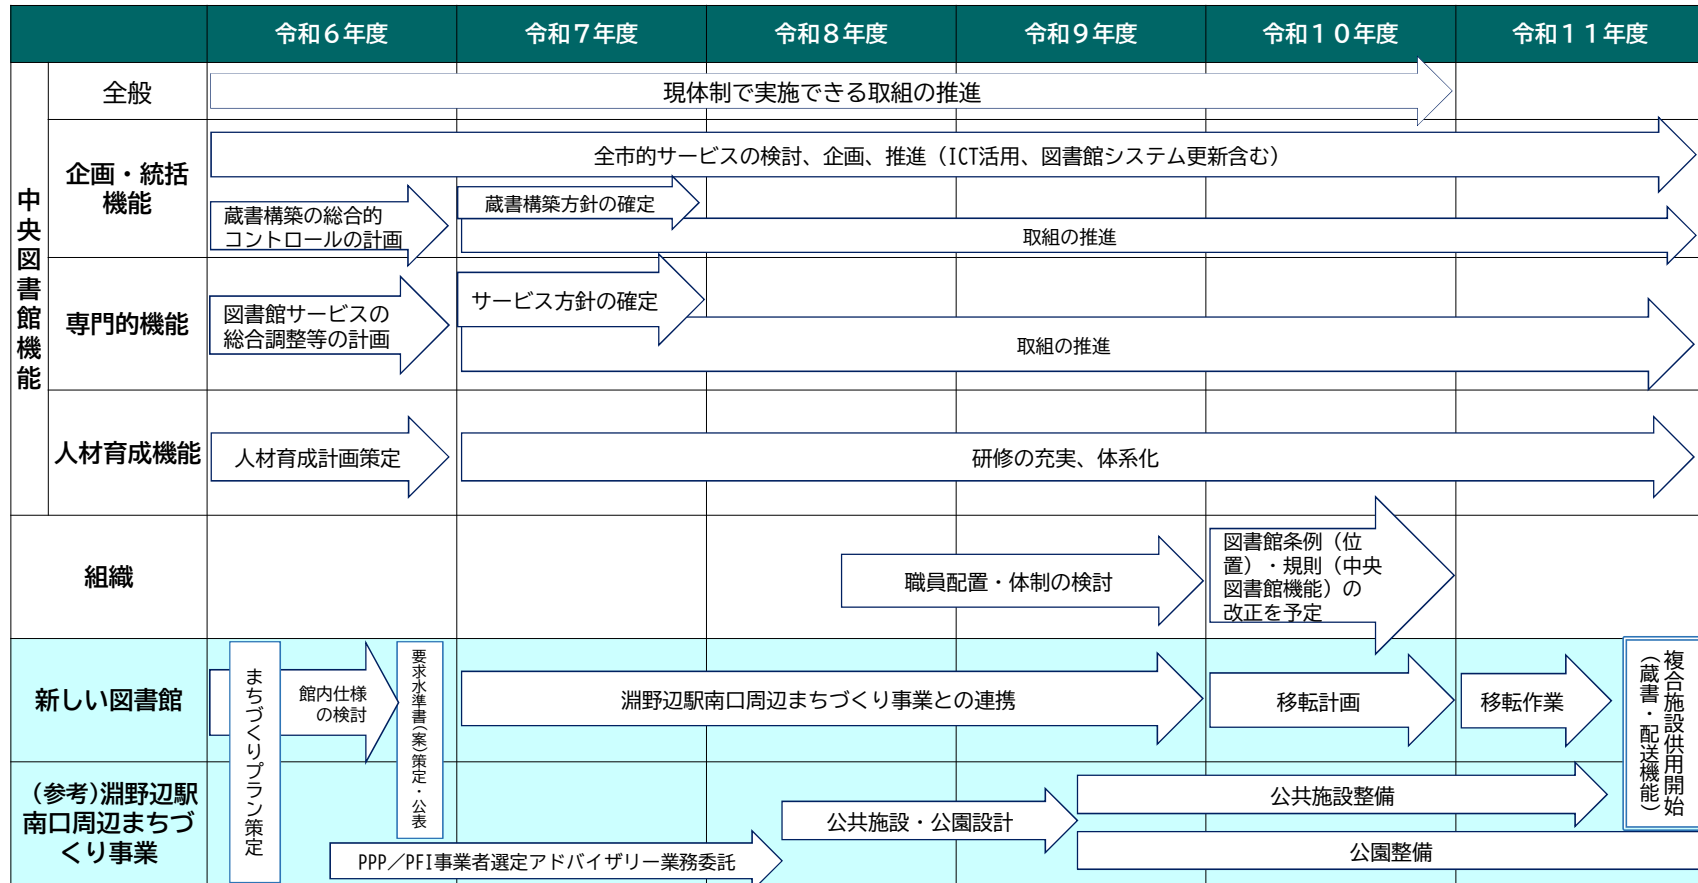 令和６年度
令和７年度
令和８年度
令和９年度
令和１０年度
令和１１年度
中央図書館機能
全般
現体制で実施できる取組の推進
企画・統括
機能
全市的サービスの検討、企画、推進（ICT活用、図書館システム更新含む）
蔵書構築の総合的
コントロールの計画
蔵書構築方針の確定
取組の推進
専門的機能
図書館サービスの
総合調整等の計画
サービス方針の確定
取組の推進
人材育成機能
人材育成計画策定
研修の充実、体系化
組織
職員配置・体制の検討
図書館条例（位
置）・規則（中央
図書館機能）の
改正を予定
新しい図書館
まちづくりプラン策定
館内仕様
の検討
要求水準書（案）策定・公表
淵野辺駅南口周辺まちづくり事業との連携
移転計画
移転作業
複合施設供用開始
（蔵書・配送機能）
（参考）淵野辺駅
南口周辺まちづ
くり事業
PPP／PFI事業者選定アドバイザリー業務委託
公共施設・公園設計
公共施設整備
公園整備